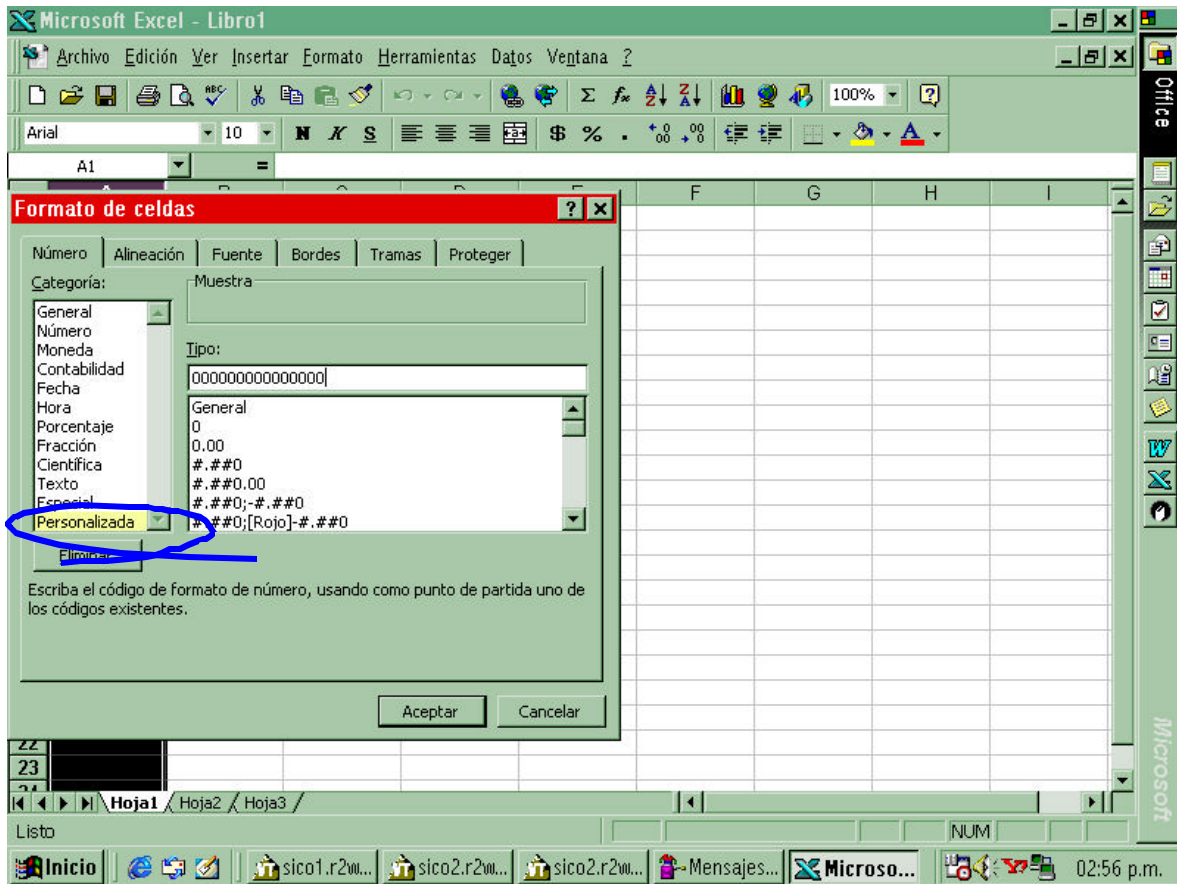 Microsoft Excel - Libro1
Archivo Edición Ver Insertar Formato Herramientas Datos Ventana ?
100%
Office
Arial 10 N K S $ %
A1 =
F G H I
Formato de celdas
Número Alineación Fuente Bordes Tramas Proteger
Categoría:
Muestra
General
Número
Moneda
Contabilidad
Fecha
Hora
Porcentaje
Fracción
Científica
Texto
Especial
Personalizada
Tipo:
000000000000000
General
0
0.00
#.##0
#.##0.00
#.##0;-#.##0
#.##0;[Rojo]-#.##0
Eliminar
Escriba el código de formato de número, usando como punto de partida uno de
los códigos existentes.
Aceptar Cancelar
22
23
24
Hoja1 Hoja2 Hoja3
Microsoft
Listo NUM
Inicio sico1.r2w... sico2.r2w... sico2.r2w... Mensajes... Microso... 02:56 p.m.